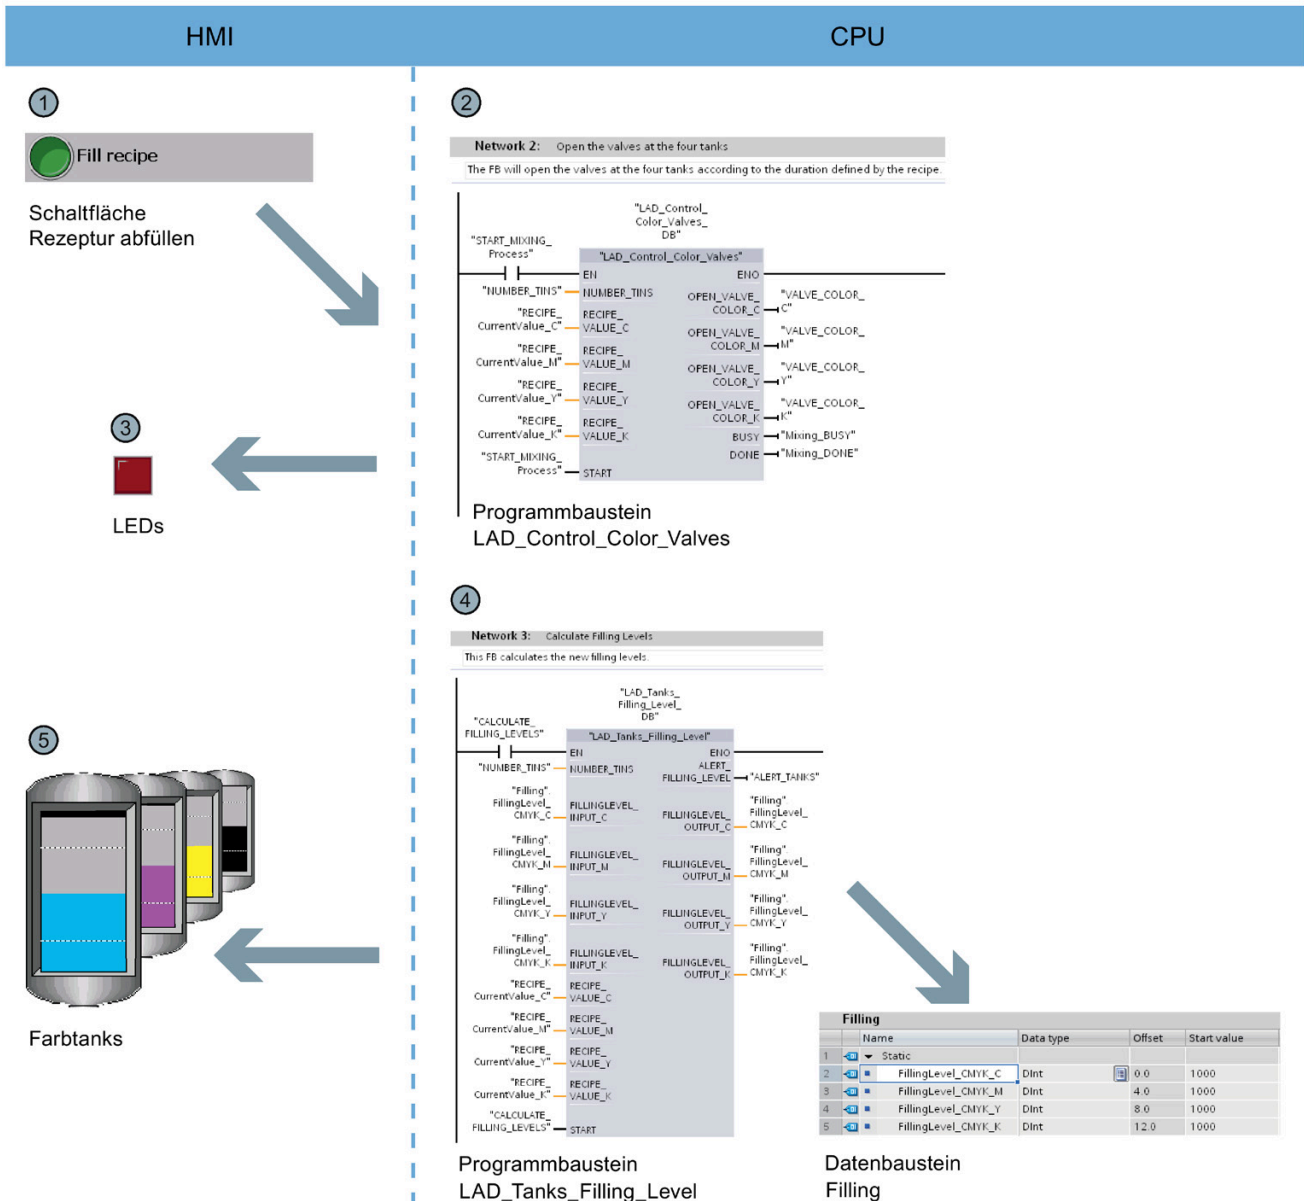 HMI
CPU
1
Fill recipe
Schaltfläche
Rezeptur abfüllen
2
Network 2: Open the valves at the four tanks
The FB will open the valves at the four tanks according to the duration defined by the recipe.
"LAD_Control_
Color_Valves_
DB"
"START_MIXING_
Process"
"LAD_Control_Color_Valves"
EN
ENO
"NUMBER_TINS"
NUMBER_TINS
"RECIPE_
CurrentValue_C"
RECIPE_
VALUE_C
"RECIPE_
CurrentValue_M"
RECIPE_
VALUE_M
"RECIPE_
CurrentValue_Y"
RECIPE_
VALUE_Y
"RECIPE_
CurrentValue_K"
RECIPE_
VALUE_K
"START_MIXING_
Process"
START
OPEN_VALVE_
COLOR_C
"VALVE_COLOR_
C"
OPEN_VALVE_
COLOR_M
"VALVE_COLOR_
M"
OPEN_VALVE_
COLOR_Y
"VALVE_COLOR_
Y"
OPEN_VALVE_
COLOR_K
"VALVE_COLOR_
K"
BUSY
"Mixing_BUSY"
DONE
"Mixing_DONE"
Programmbaustein
LAD_Control_Color_Valves
3
LEDs
4
Network 3: Calculate Filling Levels
This FB calculates the new filling levels.
"LAD_Tanks_
Filling_Level_
DB"
"CALCULATE_
FILLING_LEVELS"
"LAD_Tanks_Filling_Level"
EN
ENO
"NUMBER_TINS"
NUMBER_TINS
"Filling".
FillingLevel_
CMYK_C
FILLINGLEVEL_
INPUT_C
"Filling".
FillingLevel_
CMYK_M
FILLINGLEVEL_
INPUT_M
"Filling".
FillingLevel_
CMYK_Y
FILLINGLEVEL_
INPUT_Y
"Filling".
FillingLevel_
CMYK_K
FILLINGLEVEL_
INPUT_K
"RECIPE_
CurrentValue_C"
RECIPE_
VALUE_C
"RECIPE_
CurrentValue_M"
RECIPE_
VALUE_M
"RECIPE_
CurrentValue_Y"
RECIPE_
VALUE_Y
"RECIPE_
CurrentValue_K"
RECIPE_
VALUE_K
"CALCULATE_
FILLING_LEVELS"
START
ALERT_
FILLING_LEVEL
"ALERT_TANKS"
FILLINGLEVEL_
OUTPUT_C
"Filling".
FillingLevel_
CMYK_C
FILLINGLEVEL_
OUTPUT_M
"Filling".
FillingLevel_
CMYK_M
FILLINGLEVEL_
OUTPUT_Y
"Filling".
FillingLevel_
CMYK_Y
FILLINGLEVEL_
OUTPUT_K
"Filling".
FillingLevel_
CMYK_K
Programmbaustein
LAD_Tanks_Filling_Level
5
Farbtanks
Filling
Name Data type Offset Start value
1 Static
2 FillingLevel_CMYK_C DInt 0.0 1000
3 FillingLevel_CMYK_M DInt 4.0 1000
4 FillingLevel_CMYK_Y DInt 8.0 1000
5 FillingLevel_CMYK_K DInt 12.0 1000
Datenbaustein
Filling